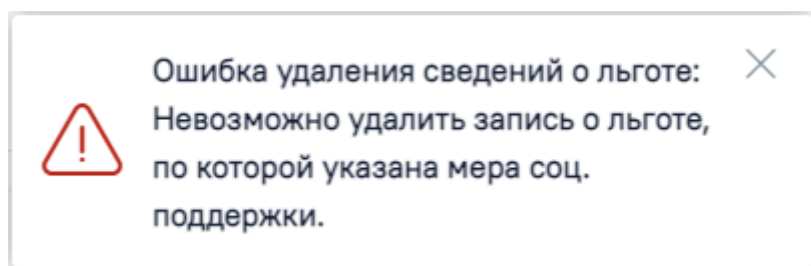 Ошибка удаления сведений о льготе:
Невозможно удалить запись о льготе,
по которой указана мера соц.
поддержки.